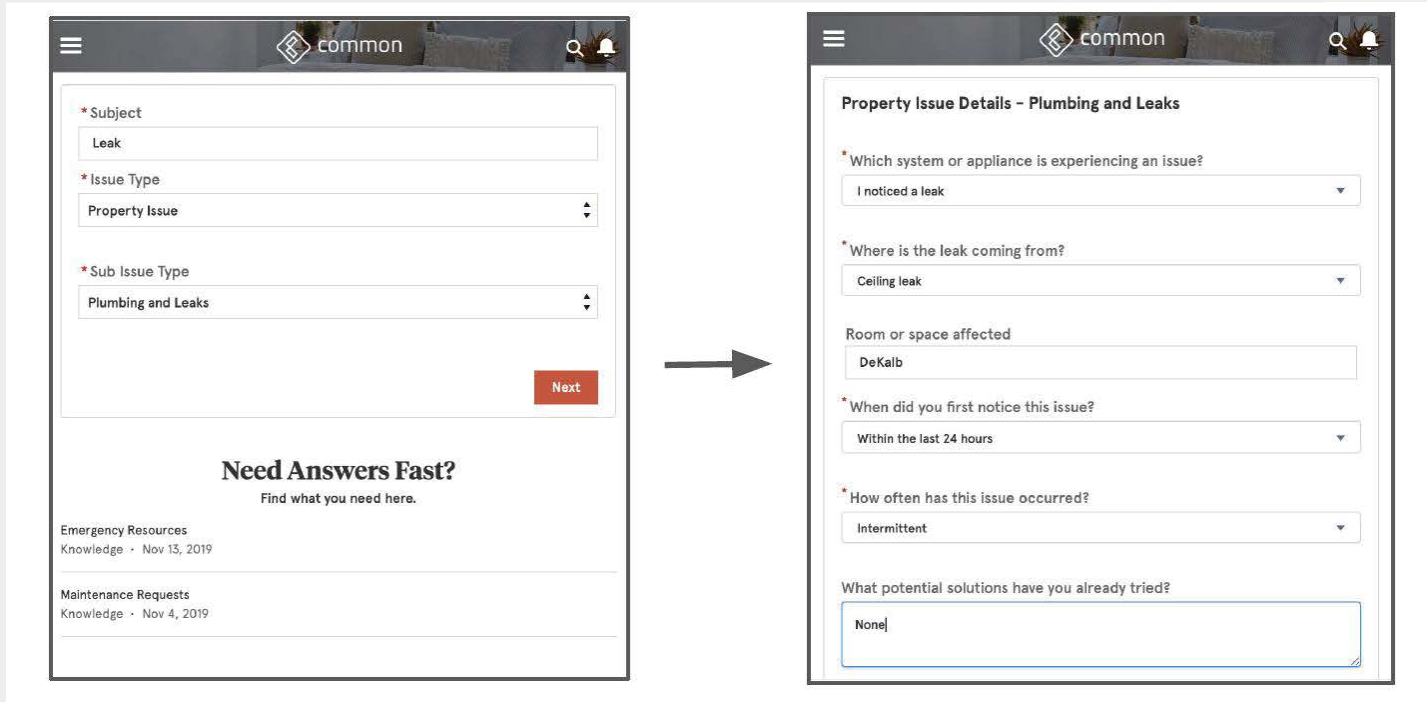 common
* Subject
Leak
* Issue Type
Property Issue
* Sub Issue Type
Plumbing and Leaks
Next
Need Answers Fast?
Find what you need here.
Emergency Resources
Knowledge • Nov 13, 2019
Maintenance Requests
Knowledge • Nov 4, 2019
common
Property Issue Details - Plumbing and Leaks
* Which system or appliance is experiencing an issue?
I noticed a leak
* Where is the leak coming from?
Ceiling leak
Room or space affected
DeKalb
* When did you first notice this issue?
Within the last 24 hours
* How often has this issue occurred?
Intermittent
What potential solutions have you already tried?
None